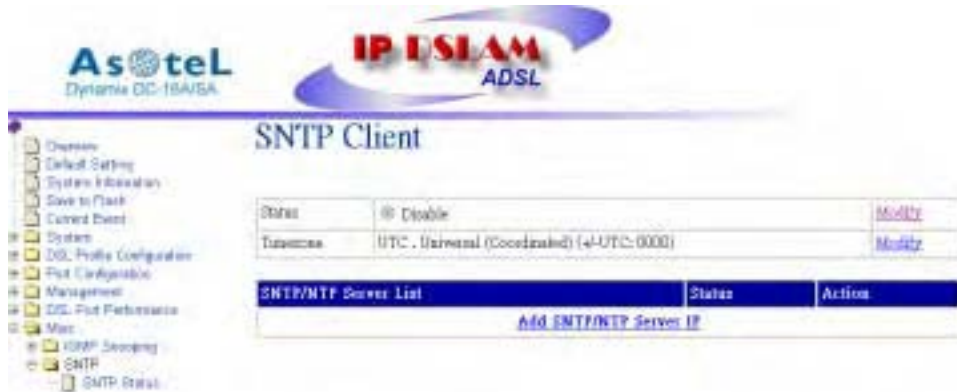 AsoteL
Dynamix DC-16A/8A
IP DSLAM
ADSL
Overview
Default Setting
System Information
Save to Flash
Current Event
System
DSL Profile Configuration
Port Configuration
Management
DSL Port Performance
Misc
IGMP Snooping
SNTP
SNTP Status
SNTP Client
Status Disable Modify
Timezone UTC , Universal (Coordinated) (+/-UTC: 0000) Modify
SNTP/NTP Server List Status Action
Add SNTP/NTP Server IP